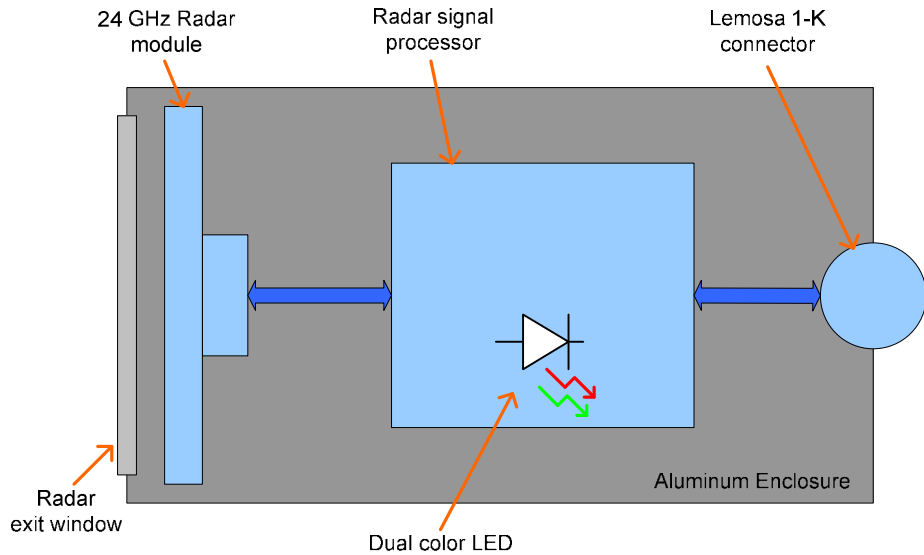 24 GHz Radar
module
Radar signal
processor
Lemosa 1-K
connector
Aluminum Enclosure
Radar
exit window
Dual color LED